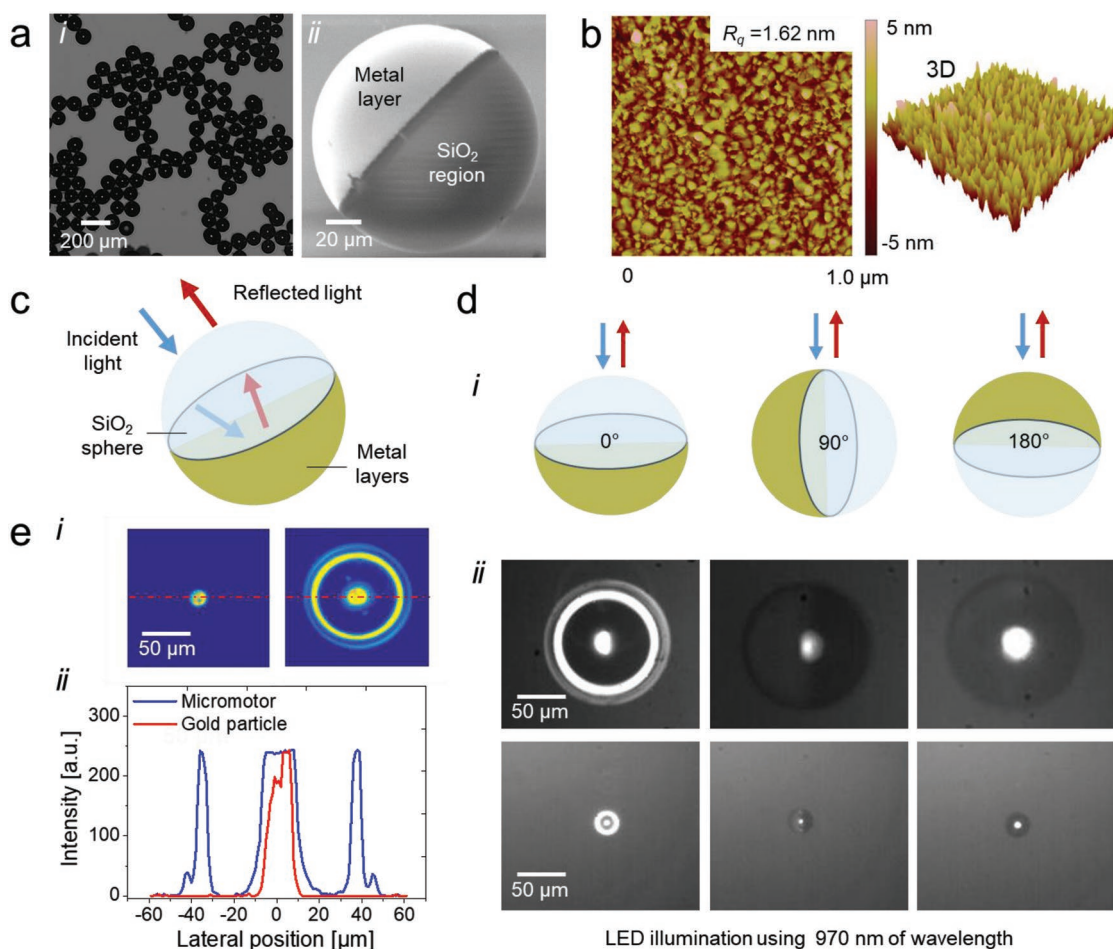 a
i
200 µm
ii
Metal
layer
SiO₂
region
20 µm
b
R_q =1.62 nm
0
1.0 µm
5 nm
-5 nm
3D
c
Reflected light
Incident
light
SiO₂
sphere
Metal
layers
d
i
0°
90°
180°
e
i
50 µm
ii
Micromotor
Gold particle
300
200
100
0
Intensity [a.u.]
-60 -40 -20 0 20 40 60
Lateral position [µm]
ii
50 µm
50 µm
LED illumination using 970 nm of wavelength